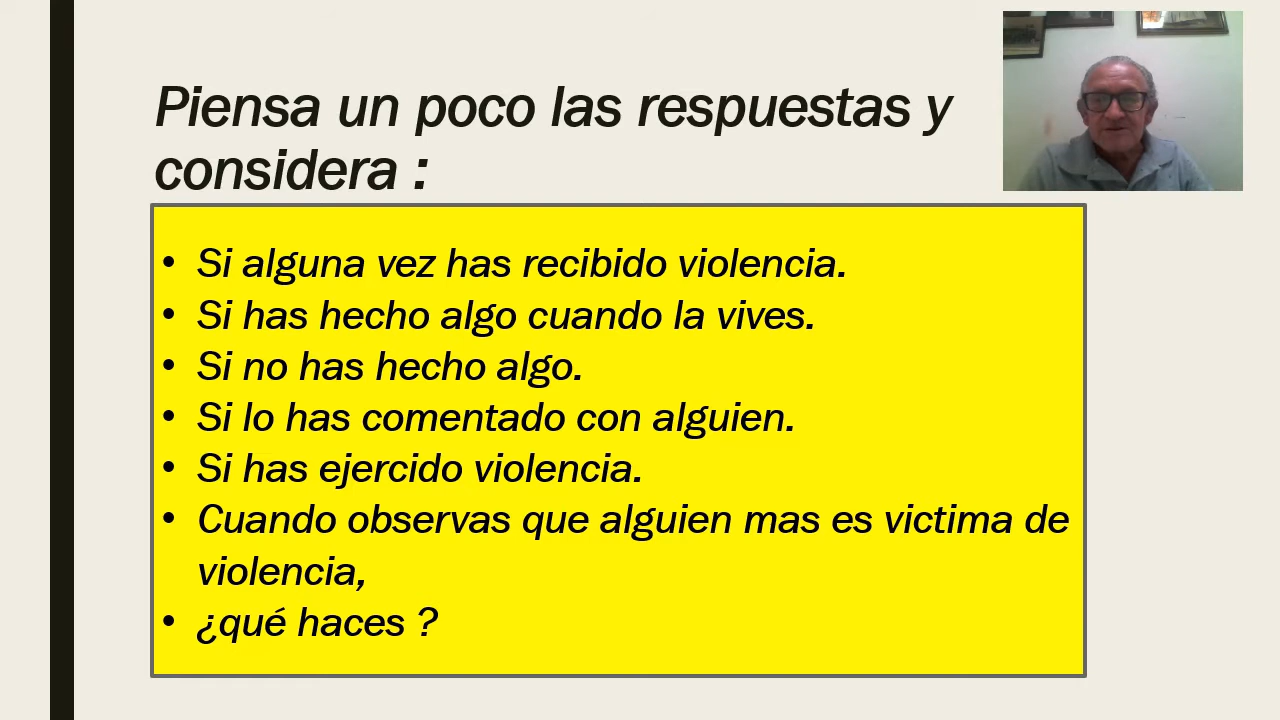 Piensa un poco las respuestas y
considera :
• Si alguna vez has recibido violencia.
• Si has hecho algo cuando la vives.
• Si no has hecho algo.
• Si lo has comentado con alguien.
• Si has ejercido violencia.
• Cuando observas que alguien mas es victima de
violencia,
• ¿qué haces ?